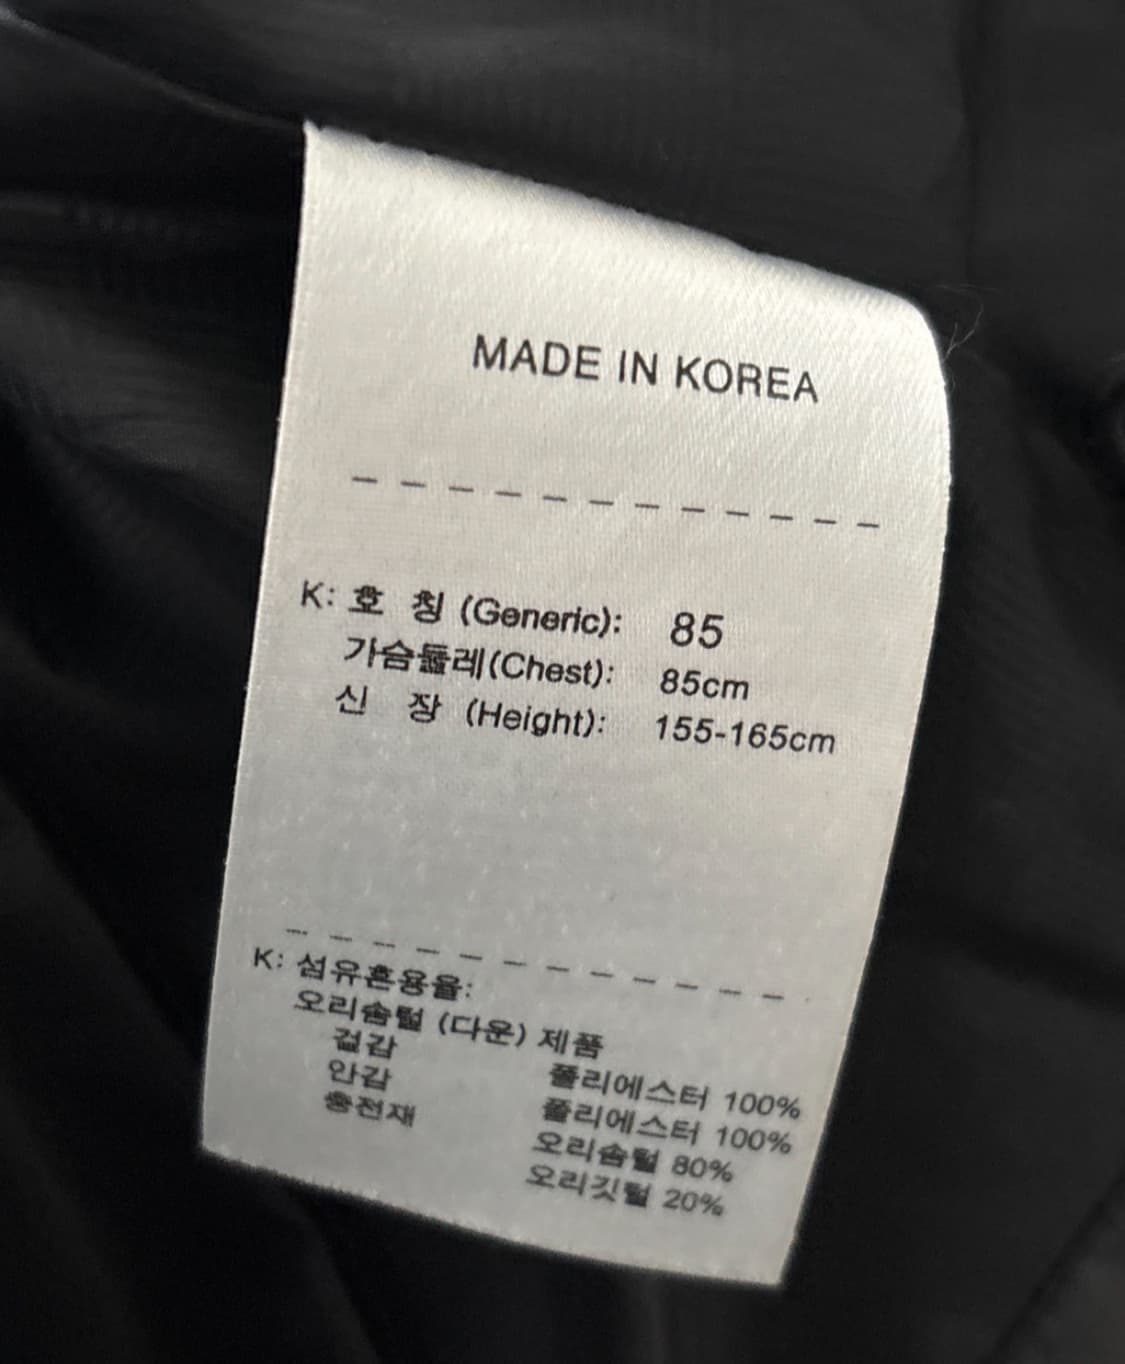 MADE IN KOREA
K: 호 칭 (Generic): 85
가슴둘레(Chest): 85cm
신 장 (Height): 155-165cm
K: 섬유혼용율:
오리솜털 (다운) 제품
겉감 폴리에스터 100%
안감 폴리에스터 100%
충전재 오리솜털 80%
오리깃털 20%